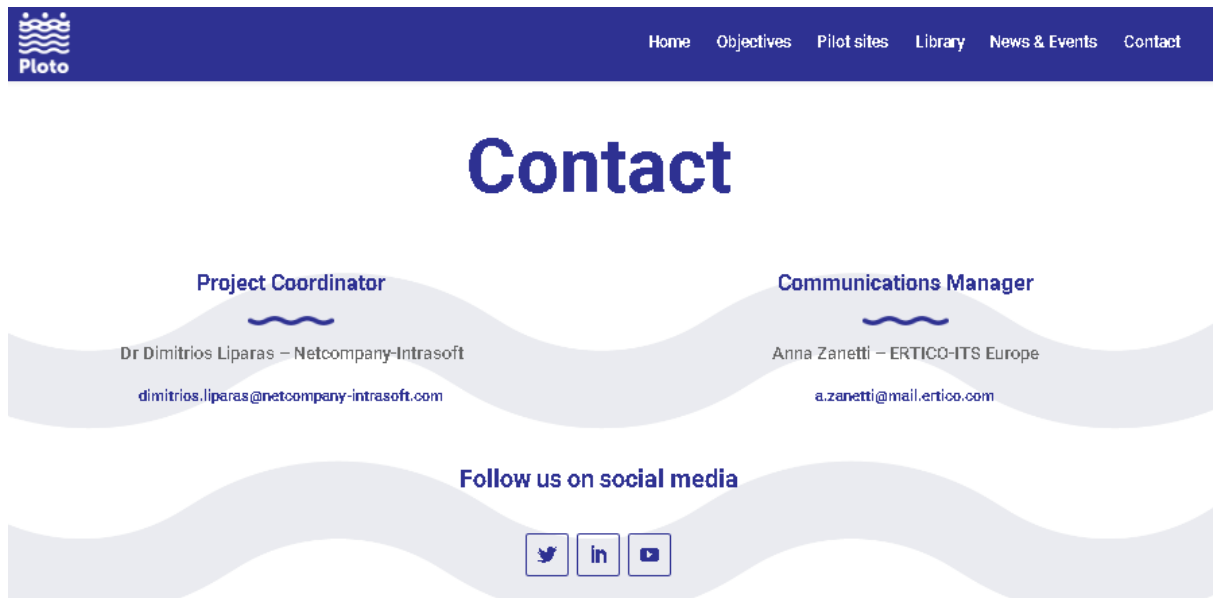 Ploto
Home Objectives Pilot sites Library News & Events Contact
Contact
Project Coordinator
Dr Dimitrios Liparas – Netcompany-Intrasoft
dimitrios.liparas@netcompany-intrasoft.com
Communications Manager
Anna Zanetti – ERTICO-ITS Europe
a.zanetti@mail.ertico.com
Follow us on social media
in